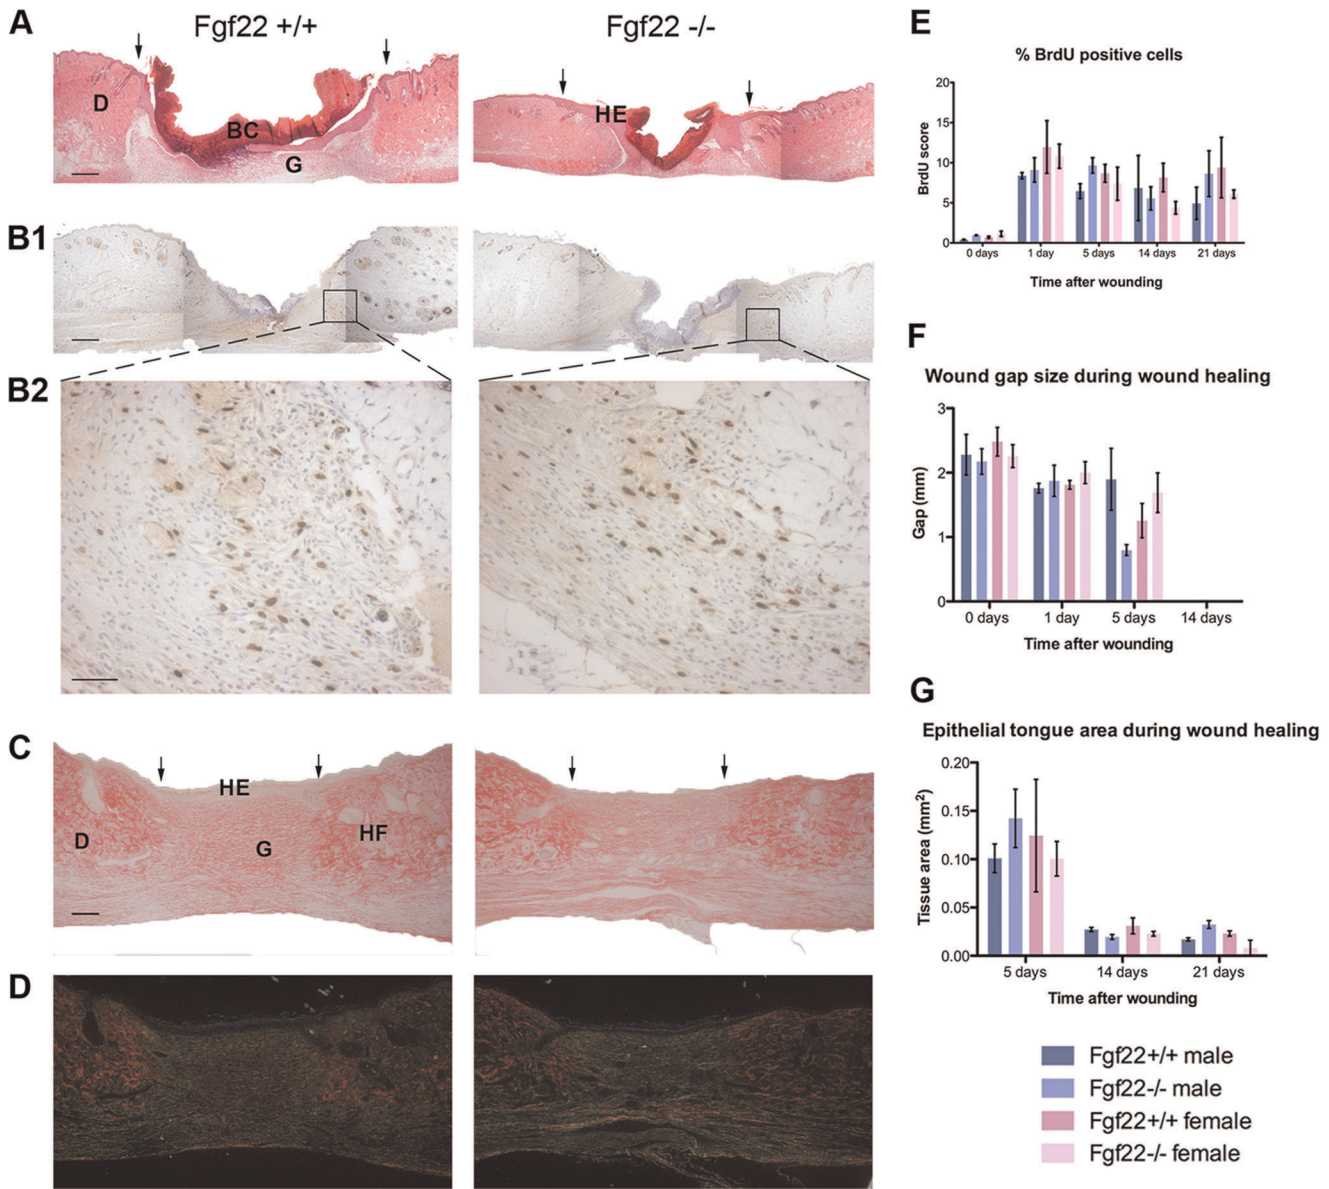 A
Fgf22 +/+
Fgf22 -/-
D
BC
G
HE
B1
B2
C
HE
D
G
HF
D
E
% BrdU positive cells
BrdU score
20
15
10
5
0
0 days 1 day 5 days 14 days 21 days
Time after wounding
F
Wound gap size during wound healing
Gap (mm)
3
2
1
0
0 days 1 day 5 days 14 days
Time after wounding
G
Epithelial tongue area during wound healing
Tissue area (mm²)
0.20
0.15
0.10
0.05
0.00
5 days 14 days 21 days
Time after wounding
Fgf22+/+ male
Fgf22-/- male
Fgf22+/+ female
Fgf22-/- female